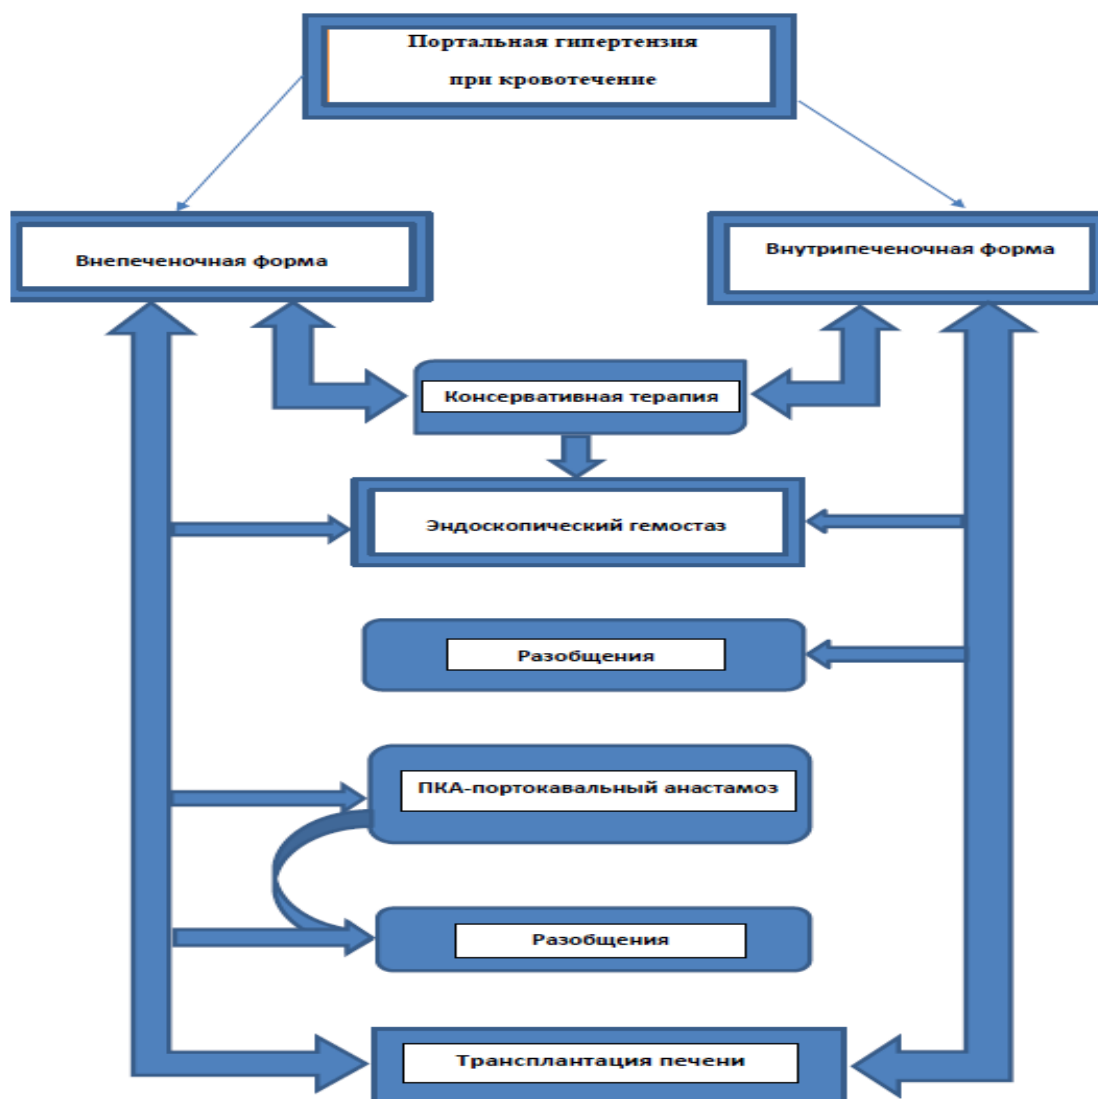 Портальная гипертензия
при кровотечение
Внепеченочная форма
Внутрипеченочная форма
Консервативная терапия
Эндоскопический гемостаз
Разобщения
ПКА-портокавальный анастамоз
Разобщения
Трансплантация печени